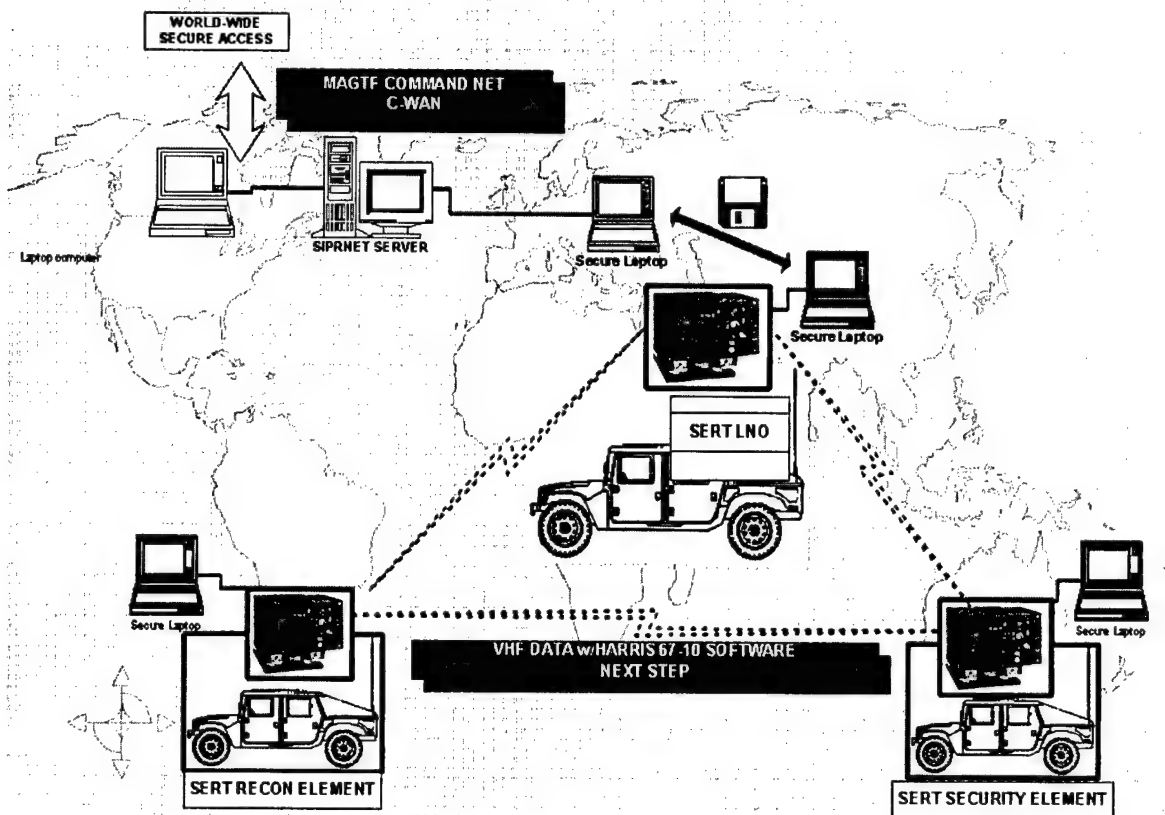 WORLD-WIDE
SECURE ACCESS
MAGTF COMMAND NET
C-WAN
Laptop computer
SIPRNET SERVER
Secure Laptop
Secure Laptop
SERT LNO
Secure Laptop
Secure Laptop
VHF DATA w/HARRIS 67-10 SOFTWARE
NEXT STEP
SERT RECON ELEMENT
SERT SECURITY ELEMENT